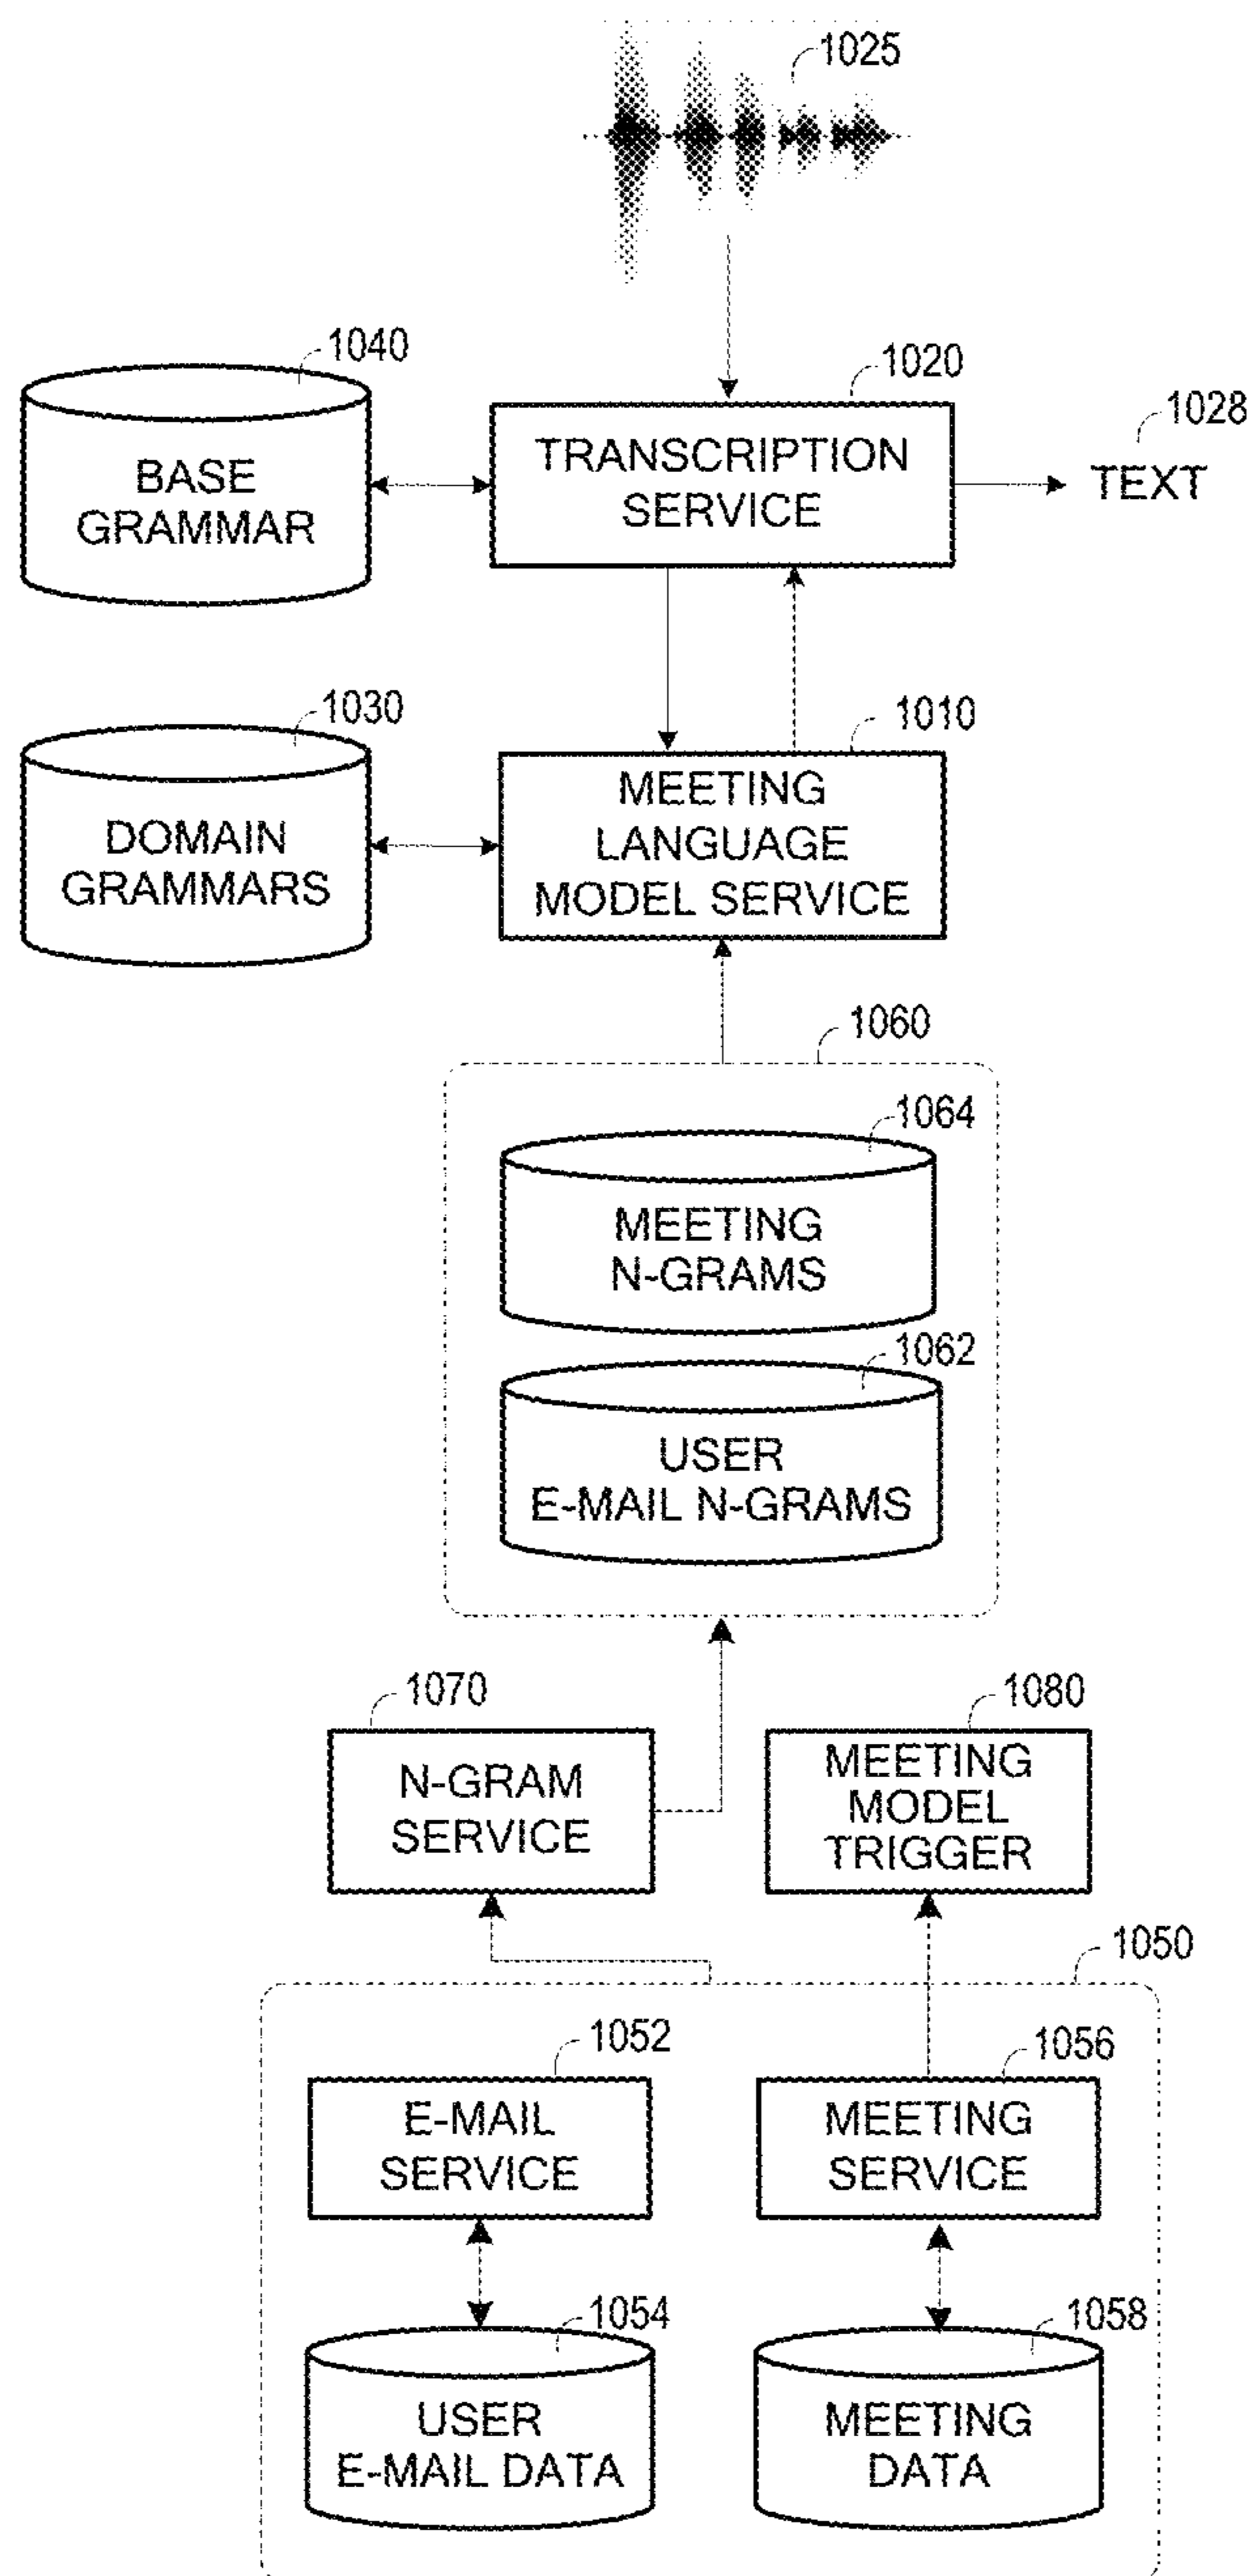 1025
1040
1020
1028
BASE
GRAMMAR
TRANSCRIPTION
SERVICE
TEXT
1030
1010
DOMAIN
GRAMMARS
MEETING
LANGUAGE
MODEL SERVICE
1060
1064
MEETING
N-GRAMS
1062
USER
E-MAIL N-GRAMS
1070
1080
N-GRAM
SERVICE
MEETING
MODEL
TRIGGER
1050
1052
1056
E-MAIL
SERVICE
MEETING
SERVICE
1054
1058
USER
E-MAIL DATA
MEETING
DATA